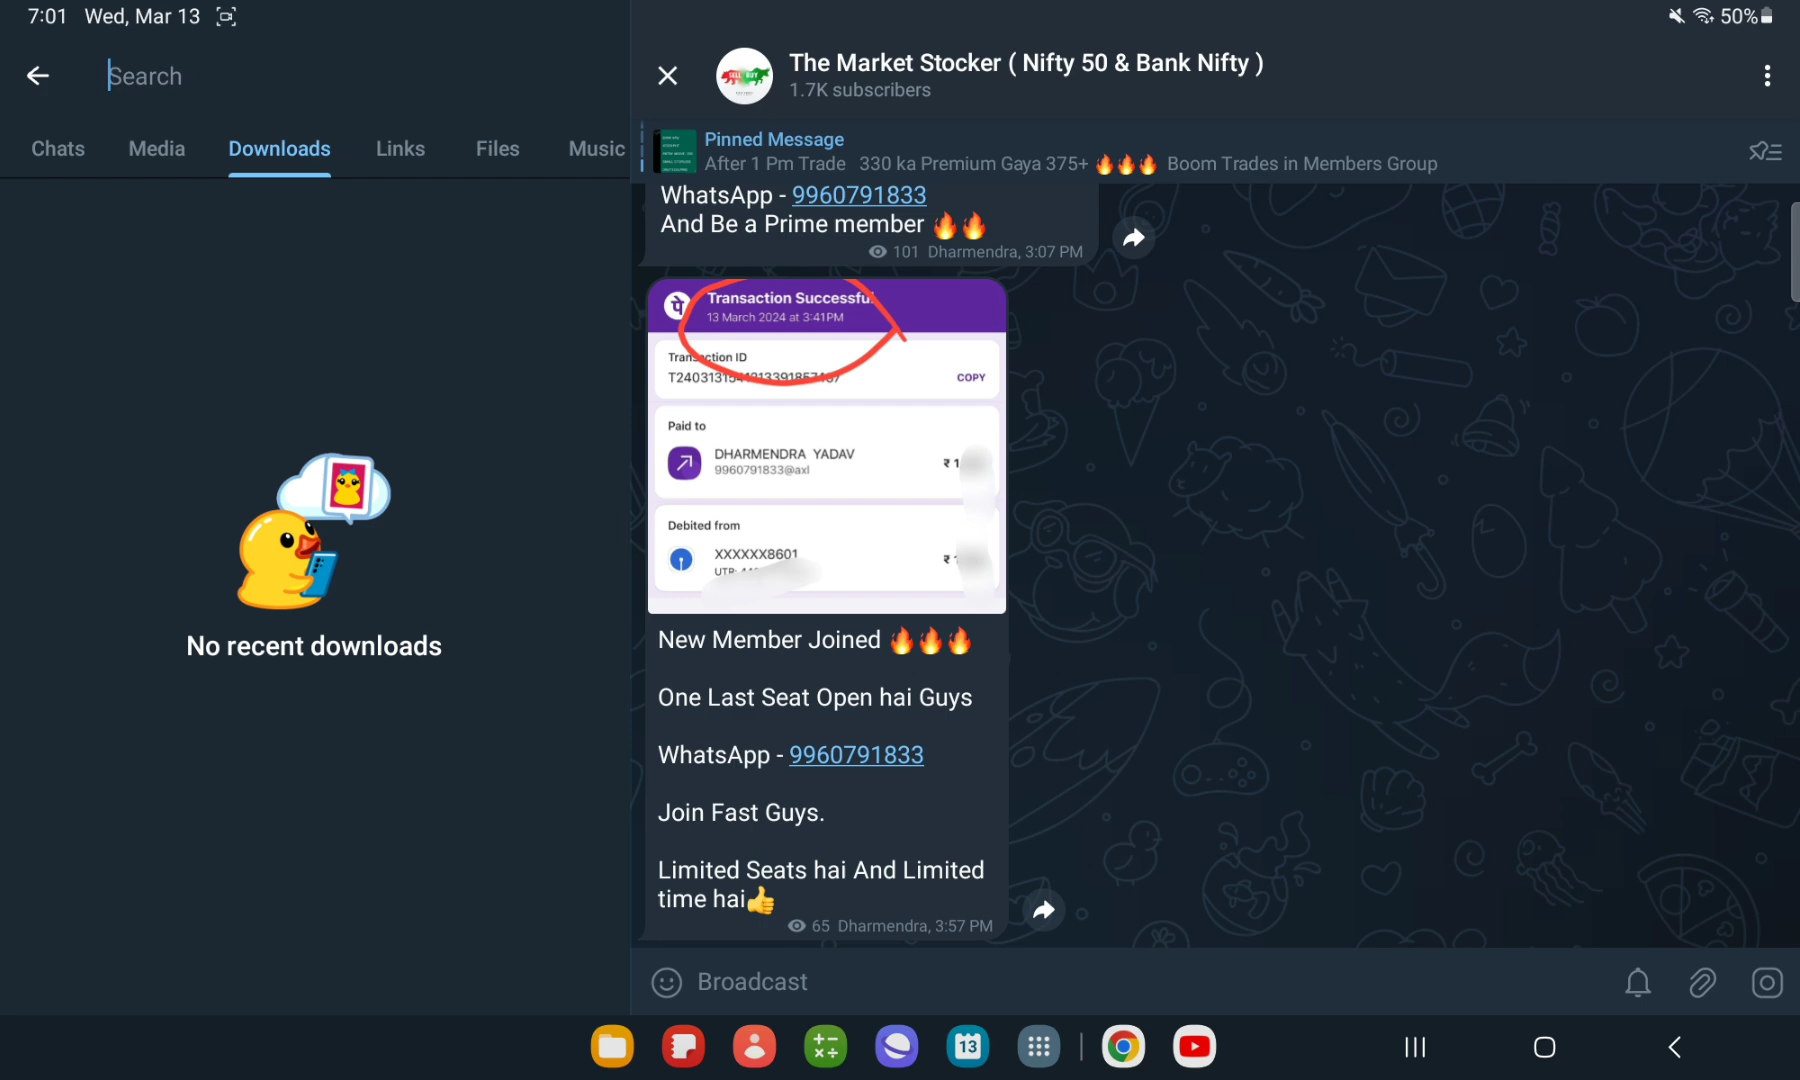 7:01 Wed, Mar 13
50%
Search
Chats Media Downloads Links Files Music
No recent downloads
The Market Stocker ( Nifty 50 & Bank Nifty )
1.7K subscribers
Pinned Message
After 1 Pm Trade 330 ka Premium Gaya 375+ 🔥🔥🔥 Boom Trades in Members Group
WhatsApp - 9960791833
And Be a Prime member 🔥🔥
101 Dharmendra, 3:07 PM
पे
Transaction Successful
13 March 2024 at 3:41PM
Transaction ID
COPY
Paid to
DHARMENDRA YADAV
9960791833@axl
₹ 1
Debited from
XXXXXX8601
₹ 1
UTR:
New Member Joined 🔥🔥🔥
One Last Seat Open hai Guys
WhatsApp - 9960791833
Join Fast Guys.
Limited Seats hai And Limited
time hai👍
65 Dharmendra, 3:57 PM
Broadcast
13